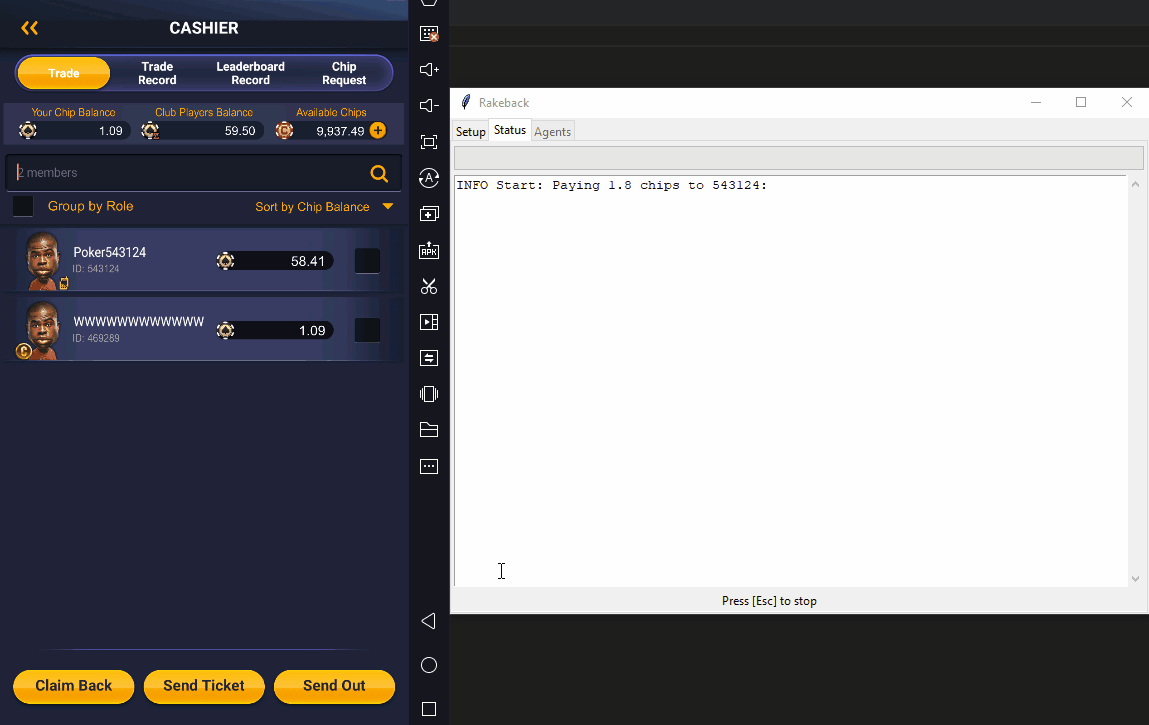 CASHIER
Trade
Trade Record
Leaderboard Record
Chip Request
Your Chip Balance
1.09
Club Players Balance
59.50
Available Chips
9,937.49
2 members
Group by Role
Sort by Chip Balance
Poker543124
ID: 543124
58.41
WWWWWWWWWWWW
ID: 469289
1.09
Claim Back
Send Ticket
Send Out
A
APK
Rakeback
Setup
Status
Agents
INFO Start: Paying 1.8 chips to 543124:
Press [Esc] to stop